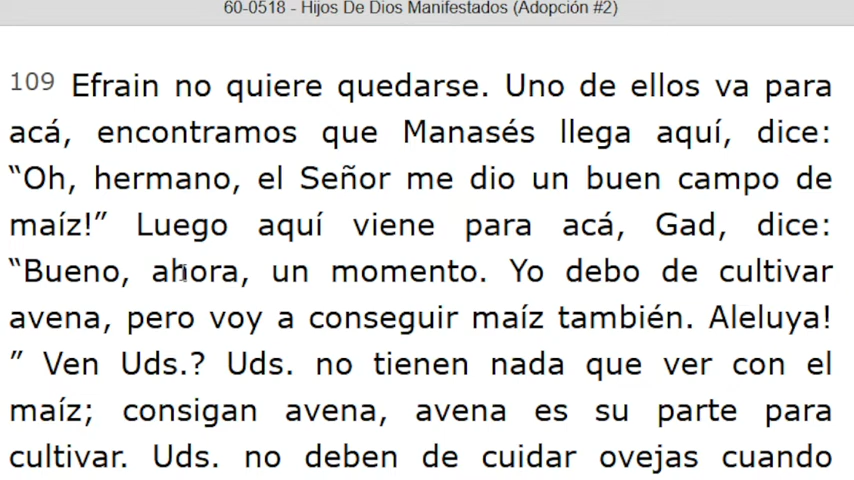 60-0518 - Hijos De Dios Manifestados (Adopción #2)
109 Efrain no quiere quedarse. Uno de ellos va para
acá, encontramos que Manasés llega aquí, dice:
“Oh, hermano, el Señor me dio un buen campo de
maíz!” Luego aquí viene para acá, Gad, dice:
“Bueno, ahora, un momento. Yo debo de cultivar
avena, pero voy a conseguir maíz también. Aleluya!
” Ven Uds.? Uds. no tienen nada que ver con el
maíz; consigan avena, avena es su parte para
cultivar. Uds. no deben de cuidar ovejas cuando